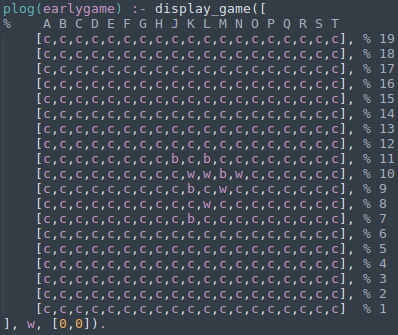 plog(earlygame) :- display_game([
%    A B C D E F G H J K L M N O P Q R S T
[c,c,c,c,c,c,c,c,c,c,c,c,c,c,c,c,c,c,c], % 19
[c,c,c,c,c,c,c,c,c,c,c,c,c,c,c,c,c,c,c], % 18
[c,c,c,c,c,c,c,c,c,c,c,c,c,c,c,c,c,c,c], % 17
[c,c,c,c,c,c,c,c,c,c,c,c,c,c,c,c,c,c,c], % 16
[c,c,c,c,c,c,c,c,c,c,c,c,c,c,c,c,c,c,c], % 15
[c,c,c,c,c,c,c,c,c,c,c,c,c,c,c,c,c,c,c], % 14
[c,c,c,c,c,c,c,c,c,c,c,c,c,c,c,c,c,c,c], % 13
[c,c,c,c,c,c,c,c,c,c,c,c,c,c,c,c,c,c,c], % 12
[c,c,c,c,c,c,c,c,b,c,b,c,c,c,c,c,c,c,c], % 11
[c,c,c,c,c,c,c,c,c,w,w,b,w,c,c,c,c,c,c], % 10
[c,c,c,c,c,c,c,c,c,b,c,w,c,c,c,c,c,c,c], % 9
[c,c,c,c,c,c,c,c,c,c,w,c,c,c,c,c,c,c,c], % 8
[c,c,c,c,c,c,c,c,c,b,c,c,c,c,c,c,c,c,c], % 7
[c,c,c,c,c,c,c,c,c,c,c,c,c,c,c,c,c,c,c], % 6
[c,c,c,c,c,c,c,c,c,c,c,c,c,c,c,c,c,c,c], % 5
[c,c,c,c,c,c,c,c,c,c,c,c,c,c,c,c,c,c,c], % 4
[c,c,c,c,c,c,c,c,c,c,c,c,c,c,c,c,c,c,c], % 3
[c,c,c,c,c,c,c,c,c,c,c,c,c,c,c,c,c,c,c], % 2
[c,c,c,c,c,c,c,c,c,c,c,c,c,c,c,c,c,c,c]  % 1
], w, [0,0]).